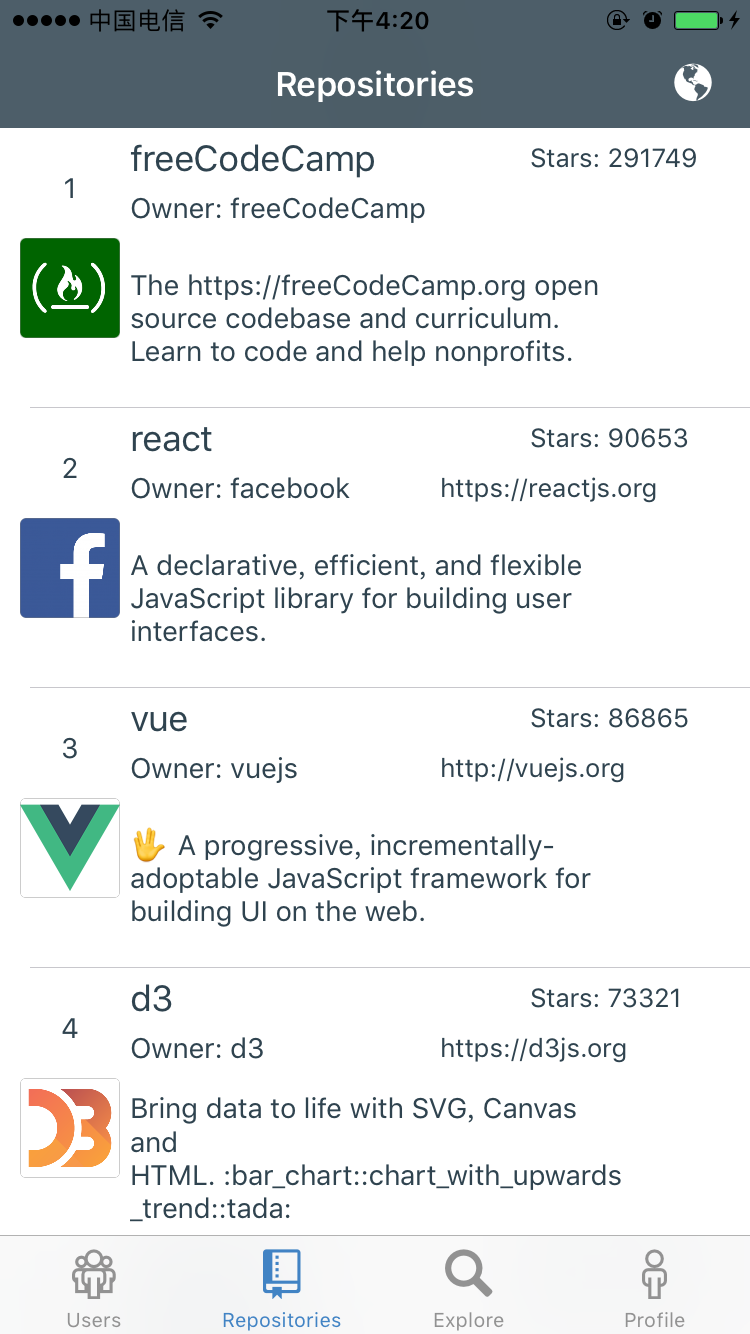 中国电信 下午4:20
Repositories
1
freeCodeCamp Stars: 291749
Owner: freeCodeCamp
The https://freeCodeCamp.org open
source codebase and curriculum.
Learn to code and help nonprofits.
2
react Stars: 90653
Owner: facebook https://reactjs.org
A declarative, efficient, and flexible
JavaScript library for building user
interfaces.
3
vue Stars: 86865
Owner: vuejs http://vuejs.org
🖖 A progressive, incrementally-
adoptable JavaScript framework for
building UI on the web.
4
d3 Stars: 73321
Owner: d3 https://d3js.org
Bring data to life with SVG, Canvas
and
HTML. :bar_chart::chart_with_upwards
_trend::tada:
Users Repositories Explore Profile